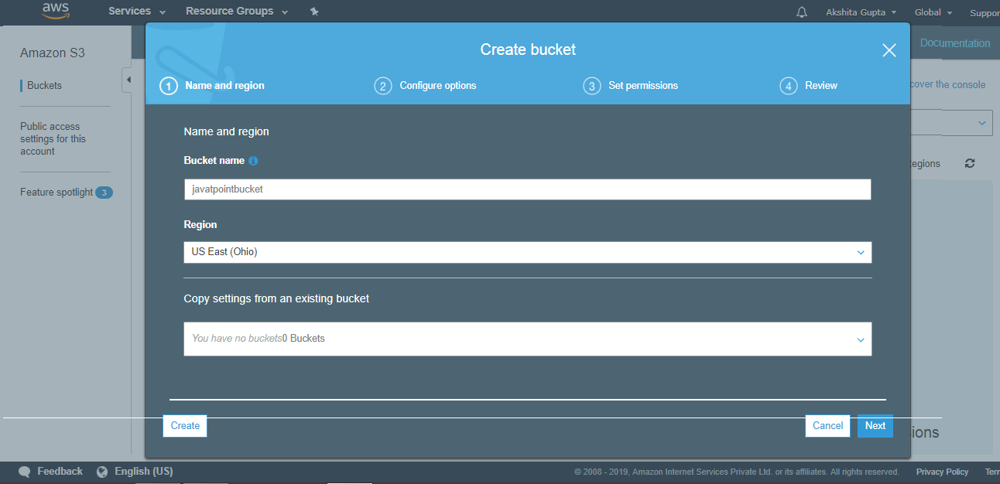 aws
Services
Resource Groups
Akshita Gupta
Global
Suppor
Amazon S3
Buckets
Public access
settings for this
account
Feature spotlight 3
Create bucket
1 Name and region
2 Configure options
3 Set permissions
4 Review
Name and region
Bucket name
javatpointbucket
Region
US East (Ohio)
Copy settings from an existing bucket
You have no buckets0 Buckets
Create
Cancel
Next
Documentation
cover the console
egions
ions
Feedback
English (US)
© 2008 - 2019, Amazon Internet Services Private Ltd. or its affiliates. All rights reserved.
Privacy Policy
Tern